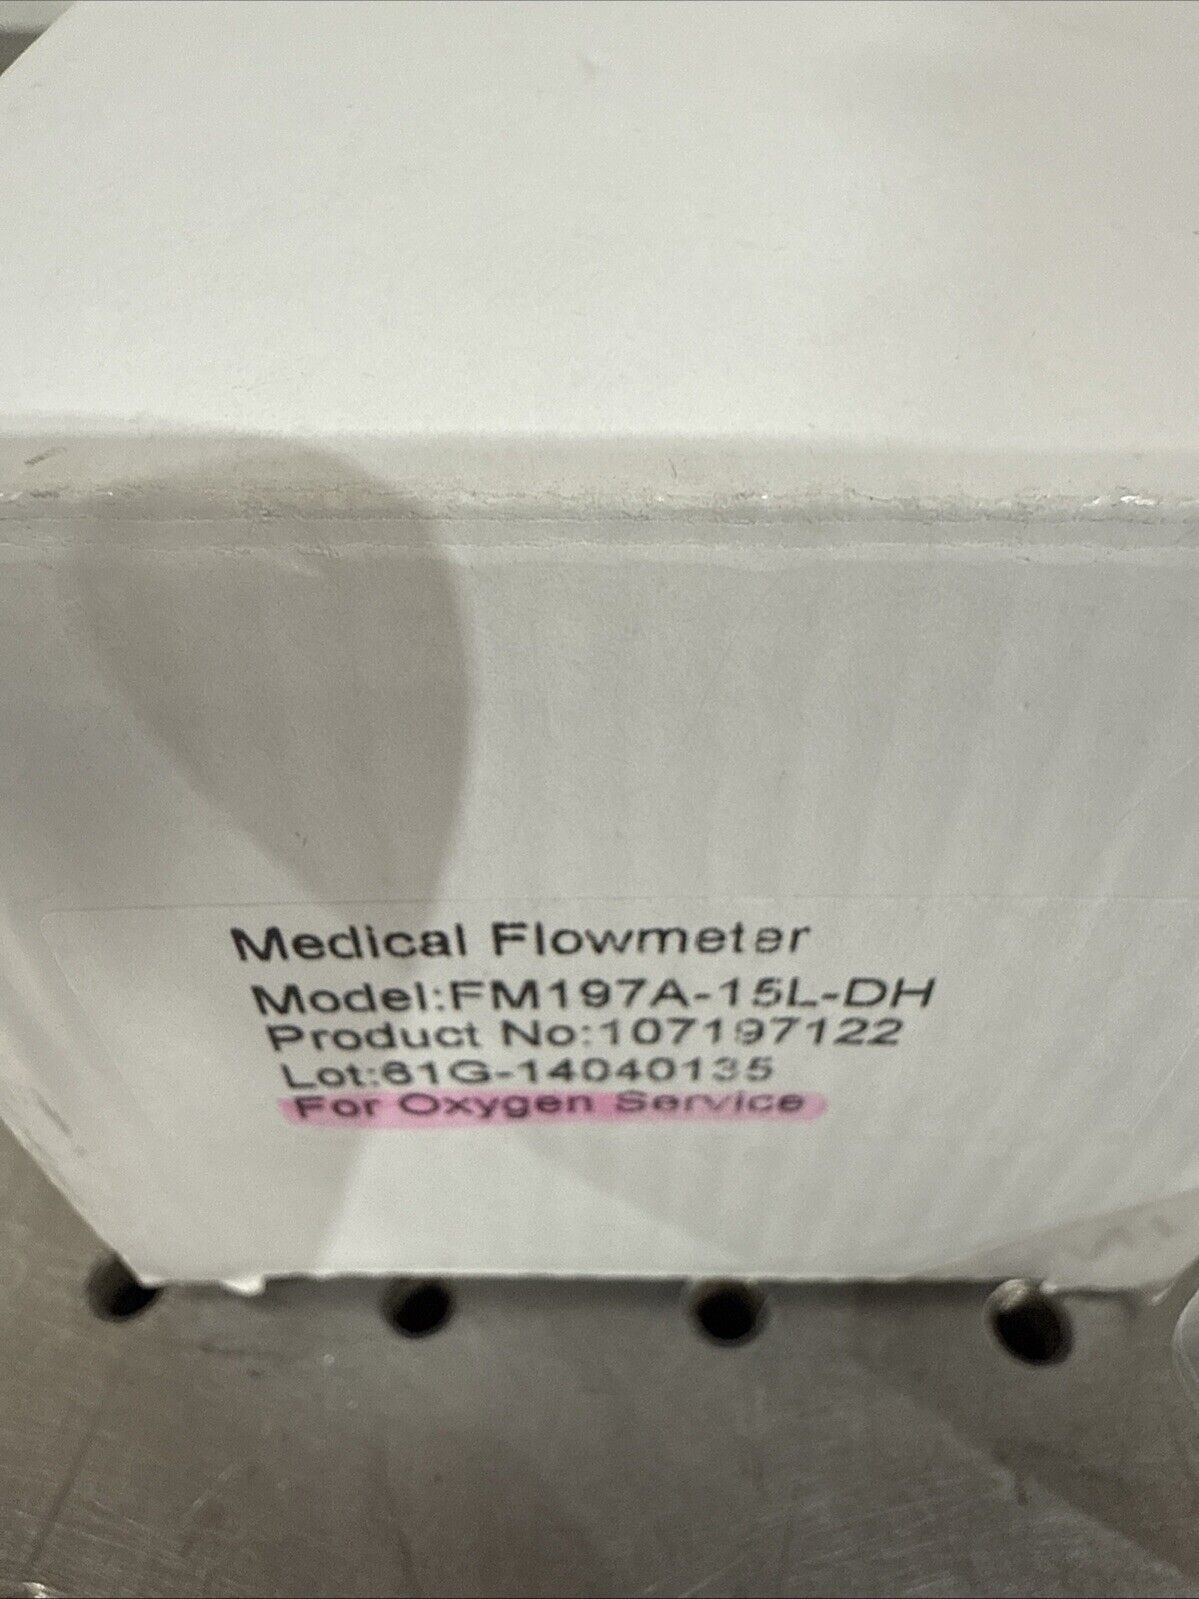 Medical Flowmeter
Model:FM197A-15L-DH
Product No:107197122
Lot:61G-14040135
For Oxygen Service